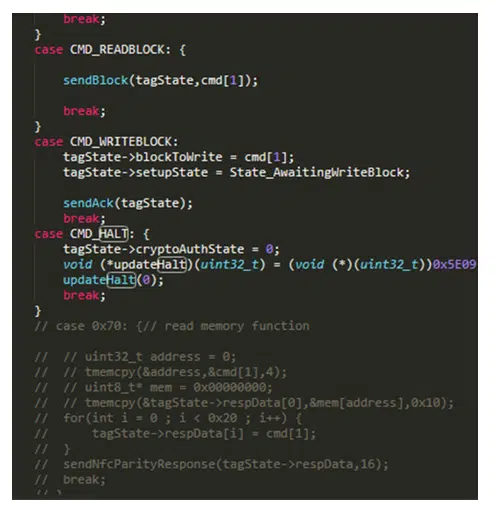 break;
}
case CMD_READBLOCK: {
sendBlock(tagState,cmd[1]);
break;
}
case CMD_WRITEBLOCK:
tagState->blockToWrite = cmd[1];
tagState->setupState = State_AwaitingWriteBlock;
sendAck(tagState);
break;
case CMD_HALT: {
tagState->cryptoAuthState = 0;
void (*updateHalt)(uint32_t) = (void (*)(uint32_t))0x5E09
updateHalt(0);
break;
}
// case 0x70: {// read memory function
// // uint32_t address = 0;
// // tmemcpy(&address,&cmd[1],4);
// // uint8_t* mem = 0x00000000;
// // tmemcpy(&tagState->respData[0],&mem[address],0x10);
// for(int i = 0 ; i < 0x20 ; i++) {
//     tagState->respData[i] = cmd[1];
// }
// sendNfcParityResponse(tagState->respData,16);
// break;
// }